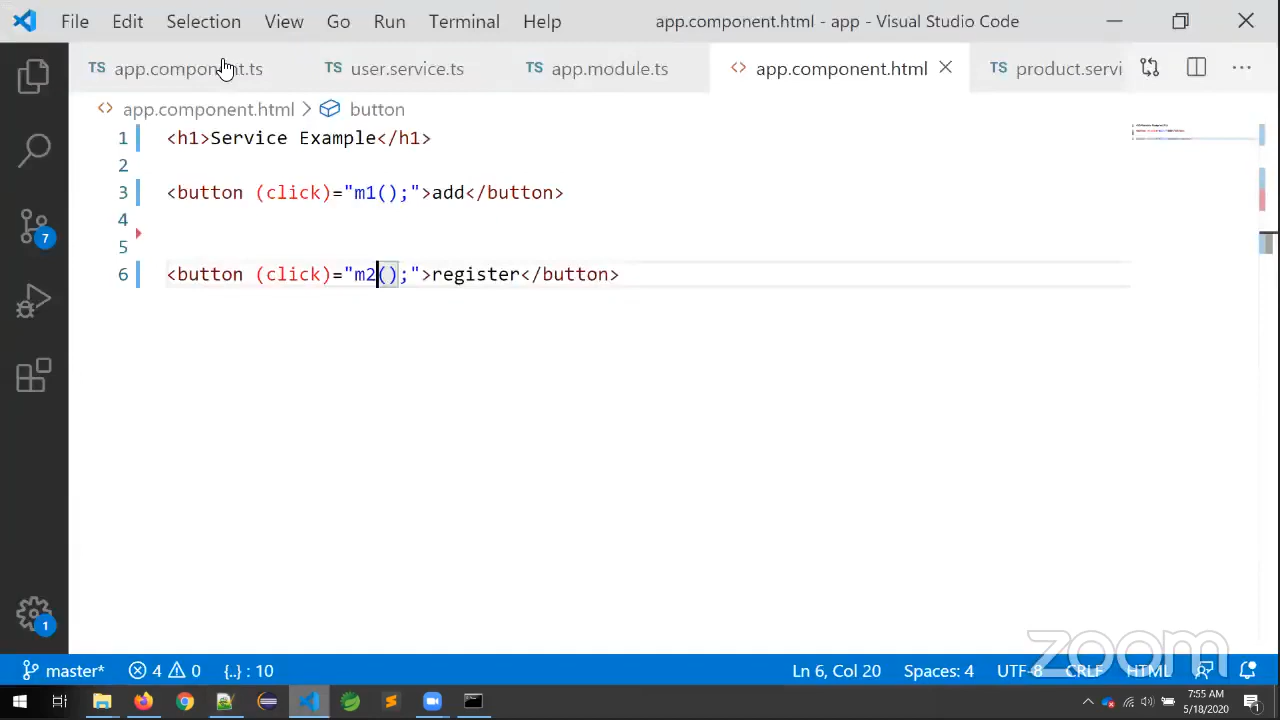 File Edit Selection View Go Run Terminal Help app.component.html - app - Visual Studio Code
TS app.component.ts TS user.service.ts TS app.module.ts <> app.component.html TS product.servi
<> app.component.html > button
1 <h1>Service Example</h1>
2
3 <button (click)="m1();">add</button>
4
5
6 <button (click)="m2();">register</button>
7
1
zoom
master* 4 0 {..} : 10 Ln 6, Col 20 Spaces: 4 UTF-8 CRLF HTML
7:55 AM
5/18/2020